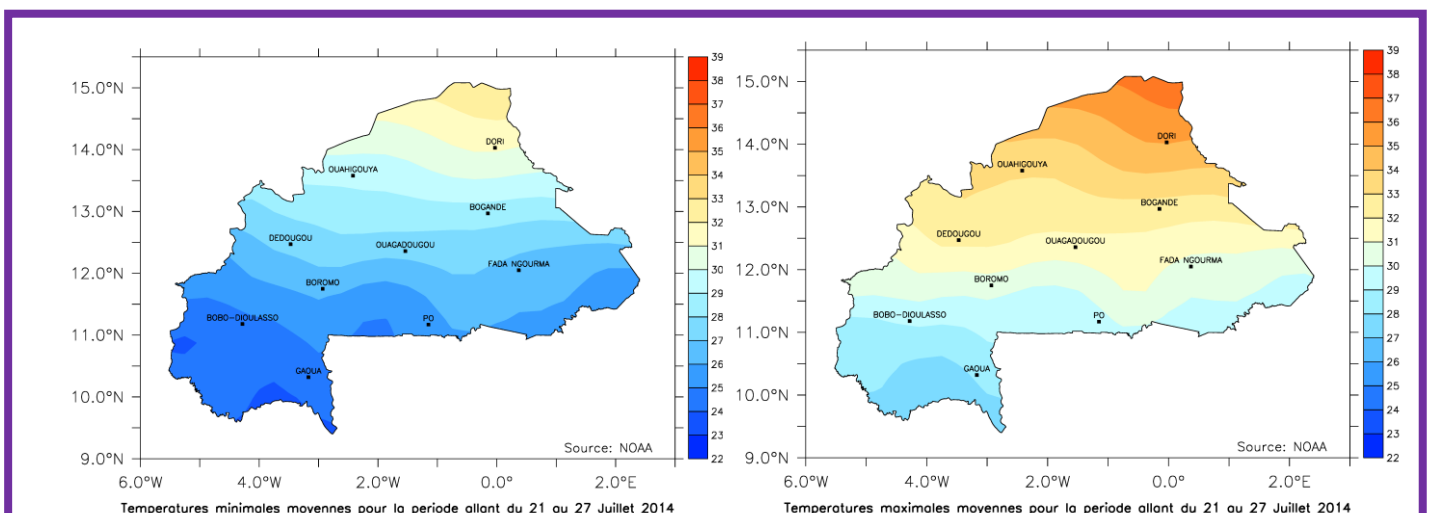 15.0°N
14.0°N
13.0°N
12.0°N
11.0°N
10.0°N
9.0°N
6.0°W
4.0°W
2.0°W
0.0°W
2.0°E
DORI
OUAHIGOUYA
BOGANDE
DEDOUGOU
OUAGADOUGOU
FADA NGOURMA
BOROMO
BOBO-DIOULASSO
PO
GAOUA
Source: NOAA
39
38
37
36
35
34
33
32
31
30
29
28
27
26
25
24
23
22
Temperatures minimales moyennes pour la periode allant du 21 au 27 Juillet 2014
15.0°N
14.0°N
13.0°N
12.0°N
11.0°N
10.0°N
9.0°N
6.0°W
4.0°W
2.0°W
0.0°W
2.0°E
DORI
OUAHIGOUYA
BOGANDE
DEDOUGOU
OUAGADOUGOU
FADA NGOURMA
BOROMO
BOBO-DIOULASSO
PO
GAOUA
Source: NOAA
39
38
37
36
35
34
33
32
31
30
29
28
27
26
25
24
23
22
Temperatures maximales moyennes pour la periode allant du 21 au 27 Juillet 2014